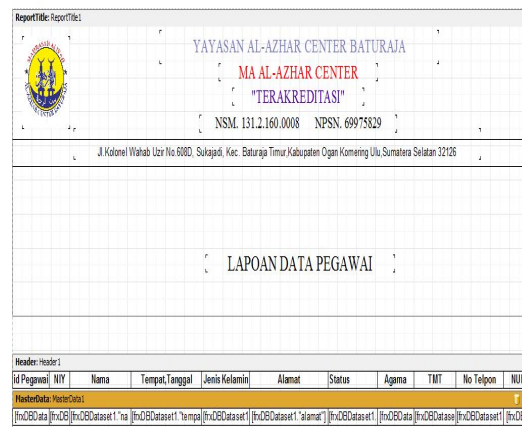 ReportTitle: ReportTitle1
YAYASAN AL-AZHAR CENTER BATURAJA
MA AL-AZHAR CENTER
"TERAKREDITASI"
NSM. 131.2.160.0008 NPSN. 69975829
Jl.Kolonel Wahab Uzir No.608D, Sukajadi, Kec. Baturaja Timur,Kabupaten Ogan Komering Ulu,Sumatera Selatan 32126
LAPOAN DATA PEGAWAI
Header: Header1
id Pegawai NIY Nama Tempat,Tanggal Jenis Kelamin Alamat Status Agama TMT No Telpon
MasterData: MasterData1
[frxDBData [frxDB [frxDBDataset1."na [frxDBDataset1."tempa [frxDBDataset1 [frxDBDataset1."alamat"] [frxDBDataset1. [frxDBData [frxDBDatase [frxDBDataset1 [frxDB